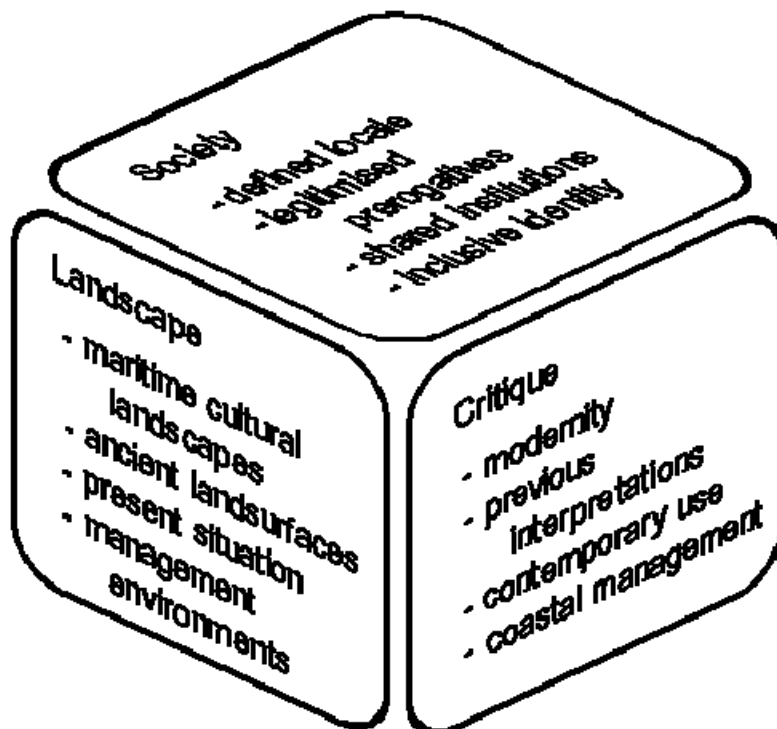 Society
- defined locale
- legitimised
prerogatives
- shared institutions
- inclusive identity
Landscape
- maritime cultural
landscapes
- ancient landsurfaces
- present situation
- management
environments
Critique
- modernity
- previous
interpretations
- contemporary use
- coastal management